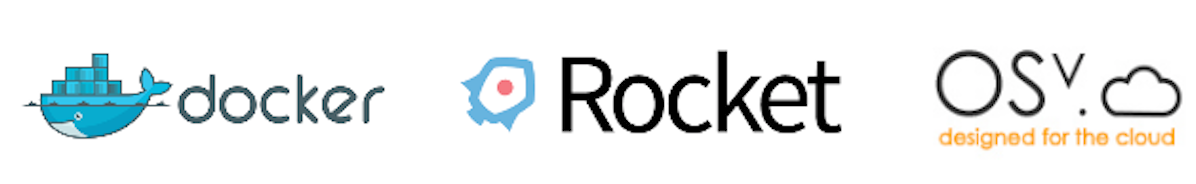 docker
Rocket
OSv.
designed for the cloud